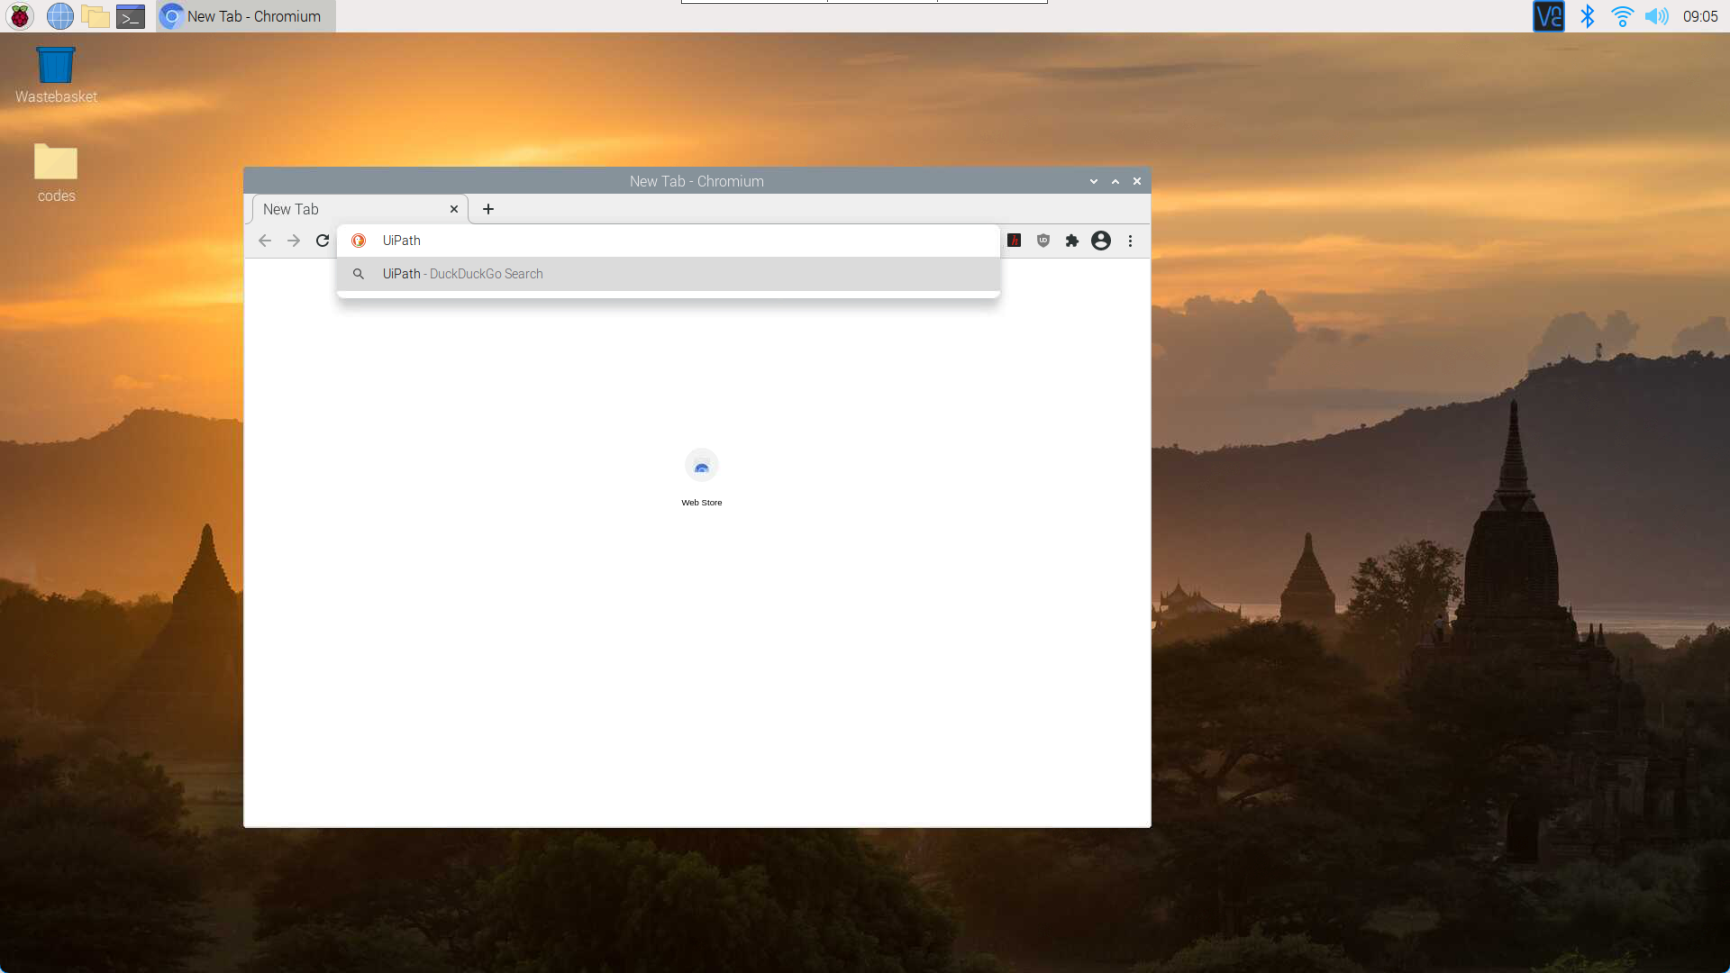 New Tab - Chromium
09:05
Wastebasket
codes
New Tab - Chromium
New Tab
UiPath
UiPath - DuckDuckGo Search
Web Store